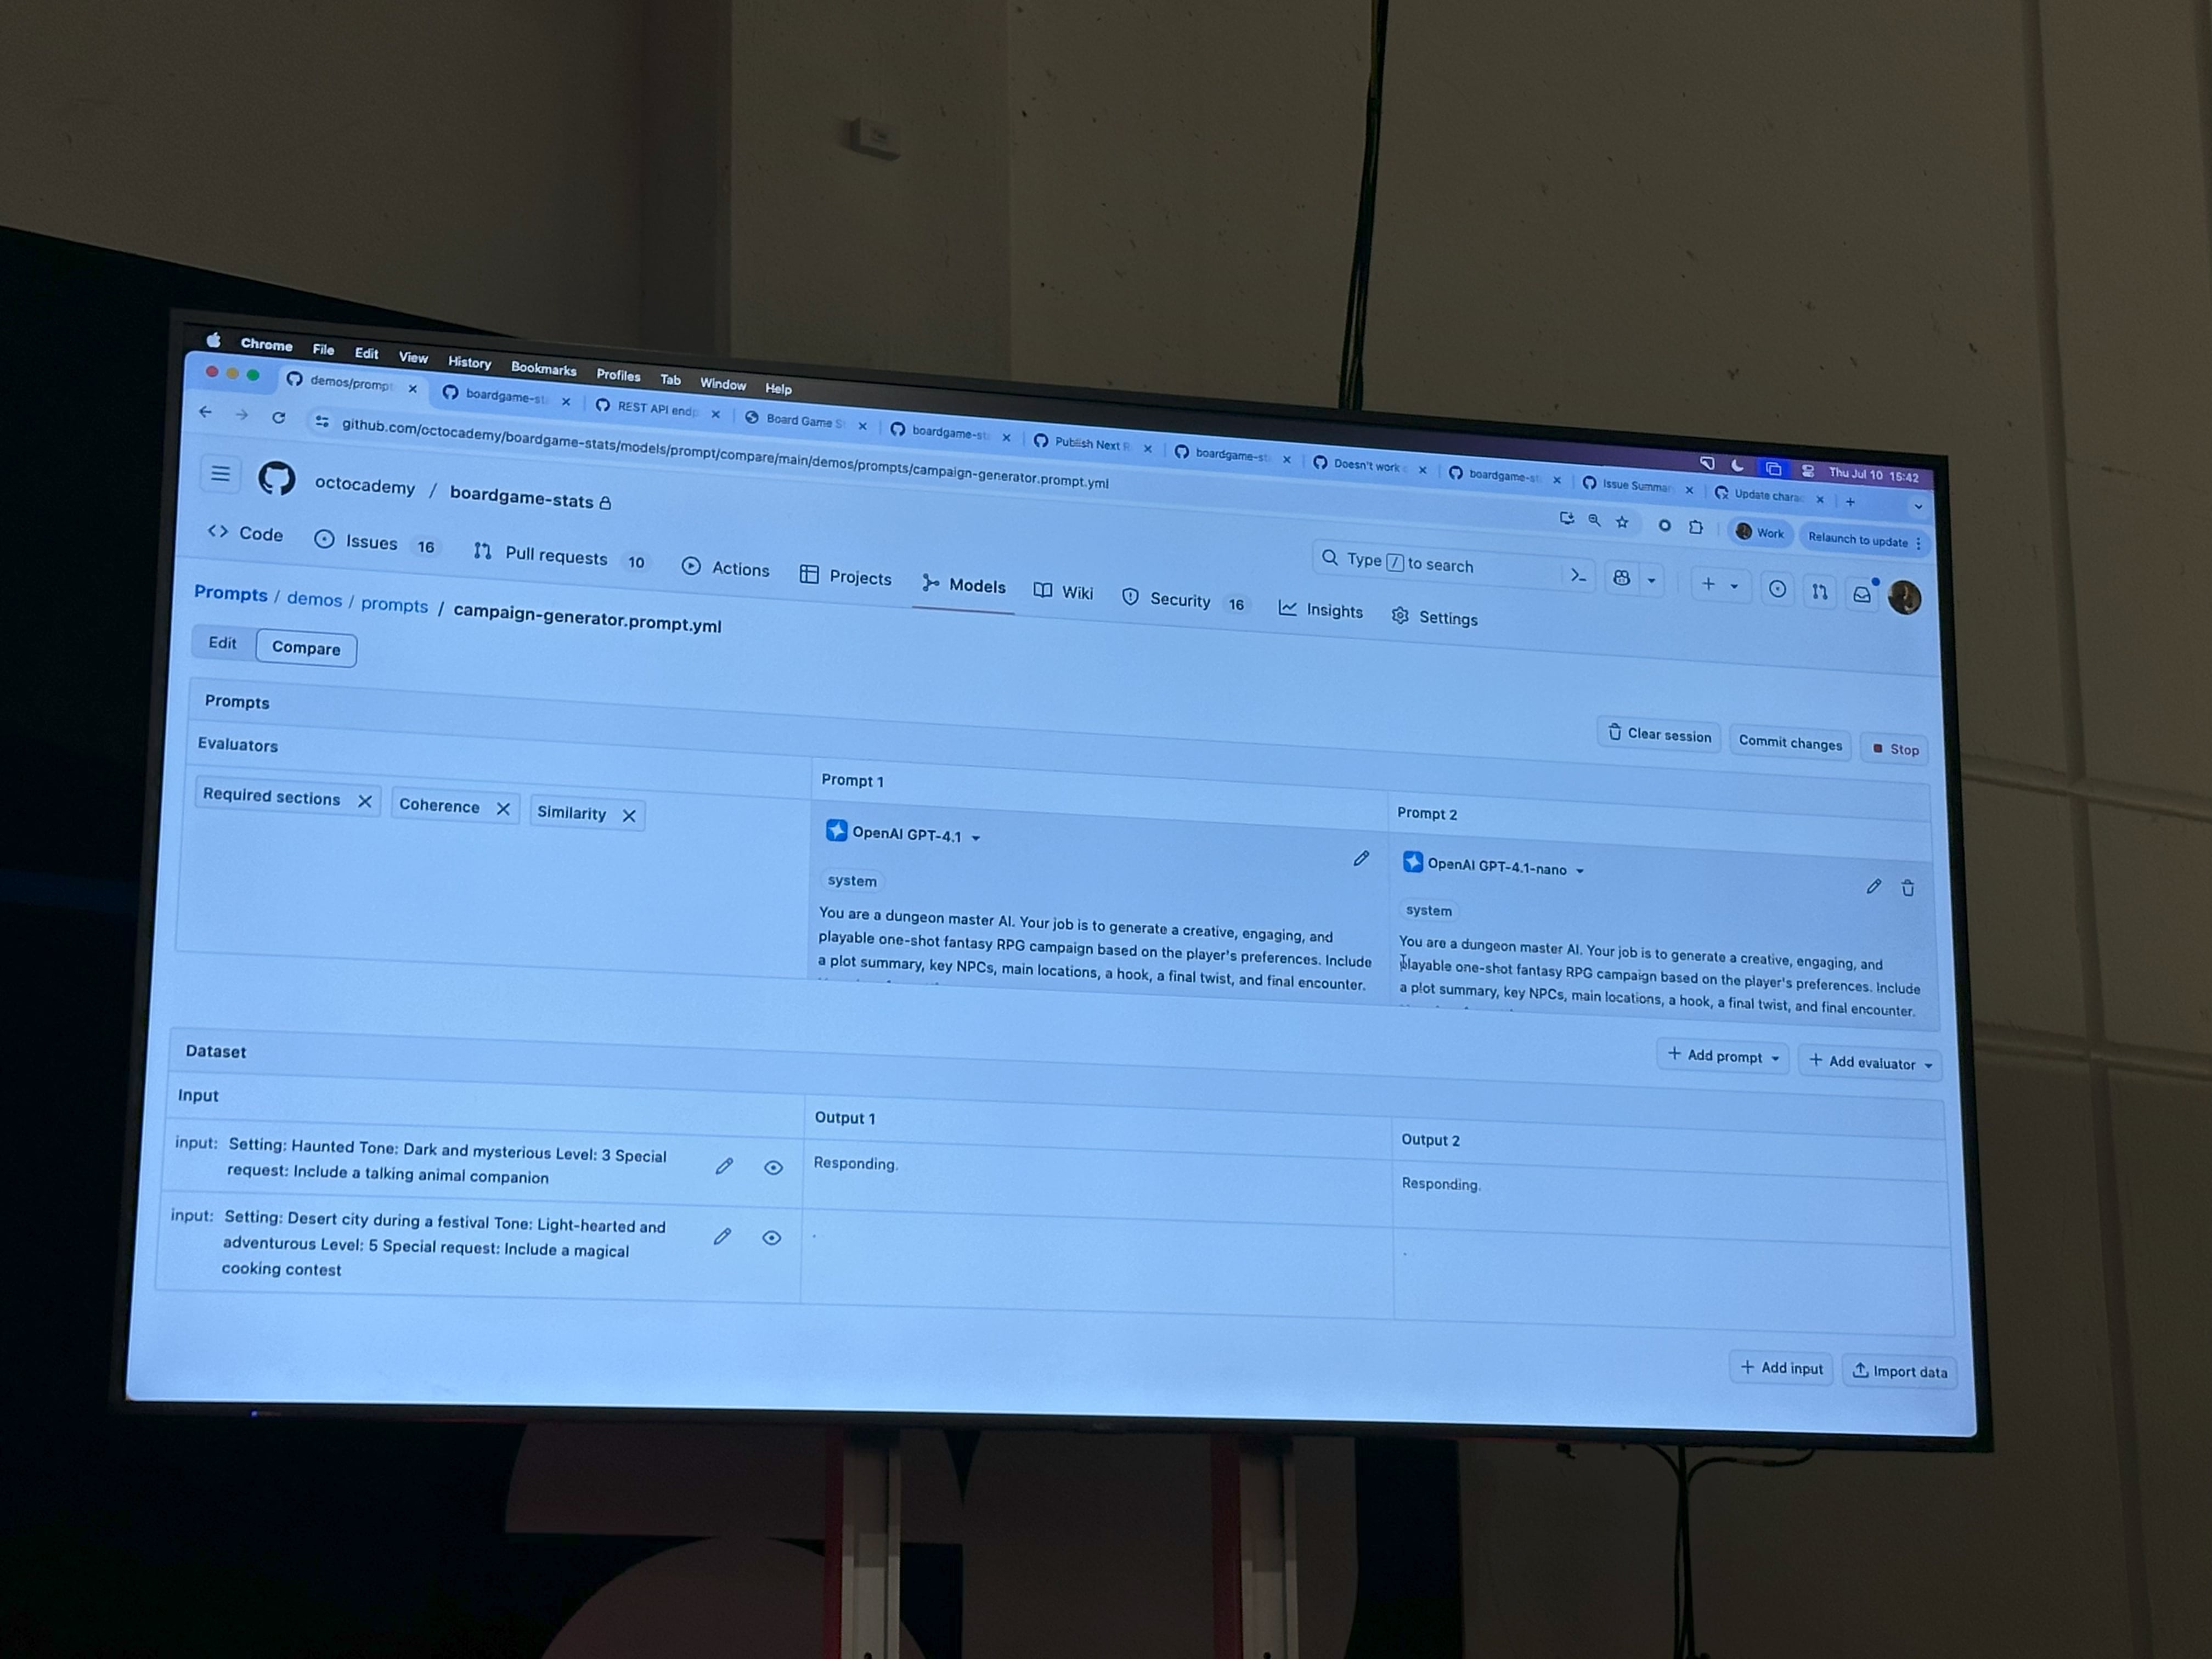 Chrome File Edit View History Bookmarks Profiles Tab Window Help
Thu Jul 10 15:42
demos/prompt
boardgame-st
REST API end
Board Game S
boardgame-st
Publish Next R
boardgame-st
Doesn't work
boardgame-st
Issue Summar
Update charac
github.com/octocademy/boardgame-stats/models/prompt/compare/main/demos/prompts/campaign-generator.prompt.yml
Work
Relaunch to update
octocademy / boardgame-stats
Type / to search
Code
Issues 16
Pull requests 10
Actions
Projects
Models
Wiki
Security 16
Insights
Settings
Prompts / demos / prompts / campaign-generator.prompt.yml
Edit Compare
Clear session
Commit changes
Stop
Prompts
Evaluators
Prompt 1
Prompt 2
Required sections
Coherence
Similarity
OpenAI GPT-4.1
system
You are a dungeon master AI. Your job is to generate a creative, engaging, and
playable one-shot fantasy RPG campaign based on the player's preferences. Include
a plot summary, key NPCs, main locations, a hook, a final twist, and final encounter.
OpenAI GPT-4.1-nano
system
You are a dungeon master AI. Your job is to generate a creative, engaging, and
playable one-shot fantasy RPG campaign based on the player's preferences. Include
a plot summary, key NPCs, main locations, a hook, a final twist, and final encounter.
Add prompt
Add evaluator
Dataset
Input
Output 1
Output 2
input: Setting: Haunted Tone: Dark and mysterious Level: 3 Special
request: Include a talking animal companion
Responding.
Responding.
input: Setting: Desert city during a festival Tone: Light-hearted and
adventurous Level: 5 Special request: Include a magical
cooking contest
.
.
Add input
Import data